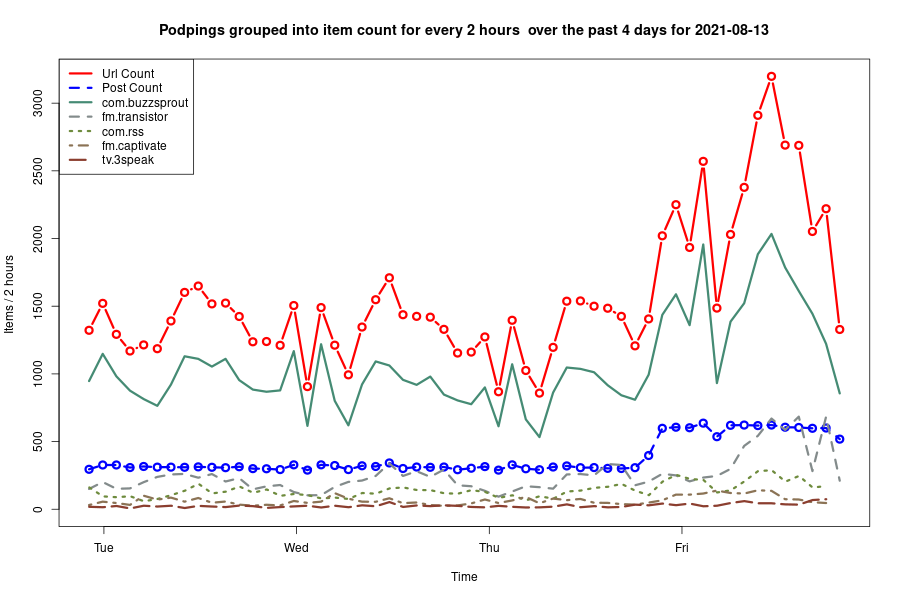 Podpings grouped into item count for every 2 hours  over the past 4 days for 2021-08-13
Url Count
Post Count
com.buzzsprout
fm.transistor
com.rss
fm.captivate
tv.3speak
Items / 2 hours
3000
2500
2000
1500
1000
500
0
Tue
Wed
Thu
Fri
Time